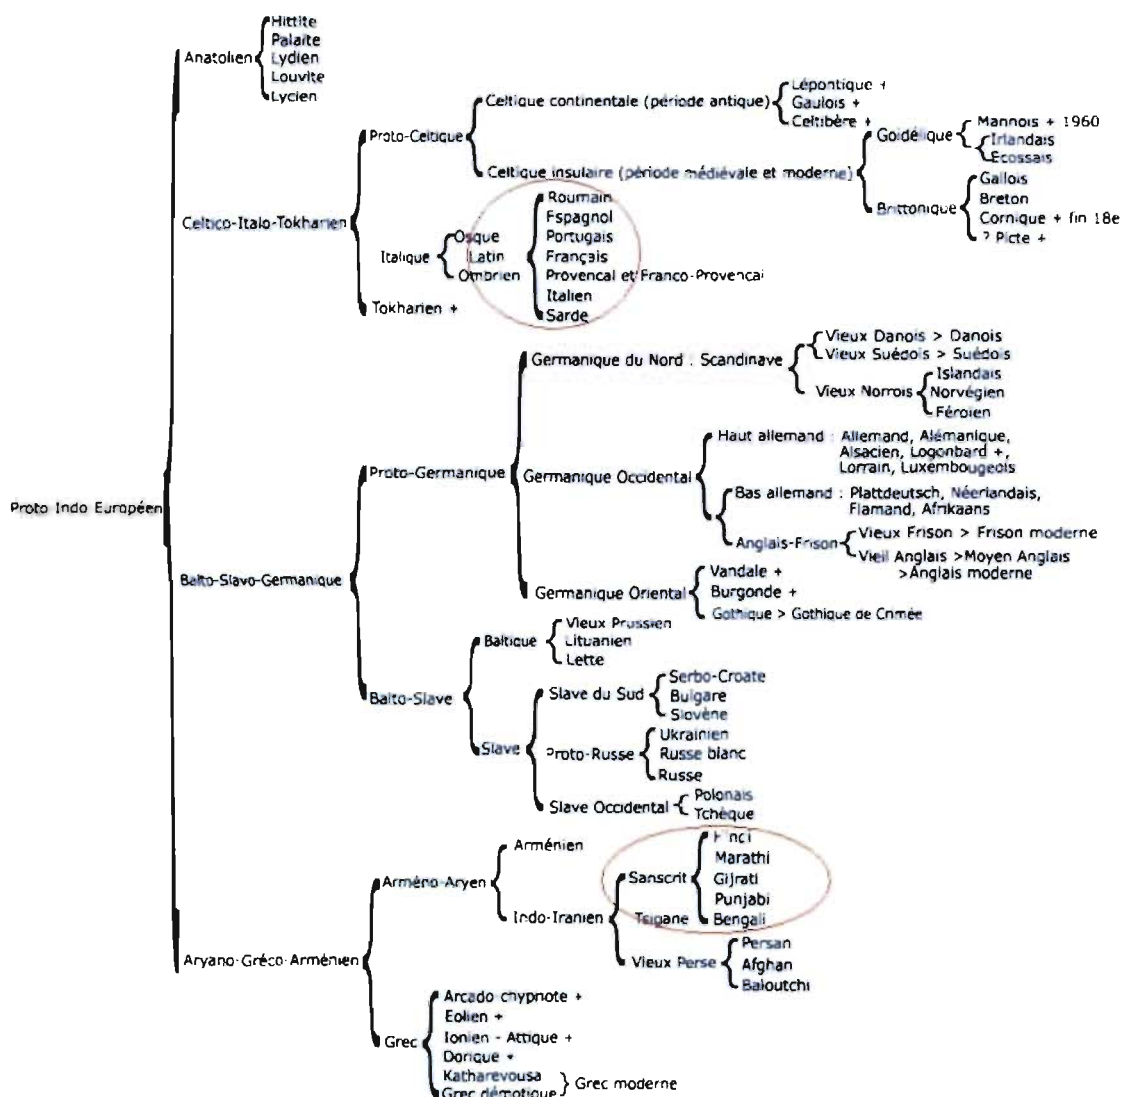 Hittite
Palaite
Anatolien
Lydien
Louvite
Lycien
Proto-Celtique
Celtique continentale (période antique)
Lépontique +
Gaulois +
Celtibère +
Celtique insulaire (période médiévale et moderne)
Goidélique
Mannois + 1960
Irlandais
Ecossais
Brittonique
Gallois
Breton
Cornique + fin 18e
? Picte +
Celtico-Italo-Tokharien
Italique
Osque
Latin
Ombrien
Roumain
Espagnol
Portugais
Français
Provencal et Franco-Provencal
Italien
Sarde
Tokharien +
Proto Indo Européen
Balto-Slavo-Germanique
Proto-Germanique
Germanique du Nord : Scandinave
Vieux Danois > Danois
Vieux Suédois > Suédois
Vieux Norrois
Islandais
Norvégien
Féroien
Germanique Occidental
Haut allemand : Allemand, Alémanique,
Alsacien, Logonbard +,
Lorrain, Luxembougeois
Bas allemand : Plattdeutsch, Néerlandais,
Flamand, Afrikaans
Anglais-Frison
Vieux Frison > Frison moderne
Vieil Anglais >Moyen Anglais
>Anglais moderne
Germanique Oriental
Vandale +
Burgonde +
Gothique > Gothique de Crimée
Balto-Slave
Baltique
Vieux Prussien
Lituanien
Lette
Slave
Slave du Sud
Serbo-Croate
Bulgare
Slovène
Proto-Russe
Ukrainien
Russe blanc
Russe
Slave Occidental
Polonais
Tchèque
Aryano-Gréco-Arménien
Arméno-Aryen
Arménien
Indo-Iranien
Sanscrit
Marathi
Gijrati
Punjabi
Bengali
Tsigane
Vieux Perse
Persan
Afghan
Baloutchi
Grec
Arcado-chypriote +
Eolien +
Ionien - Attique +
Dorique +
Katharevousa
Grec démotique
Grec moderne